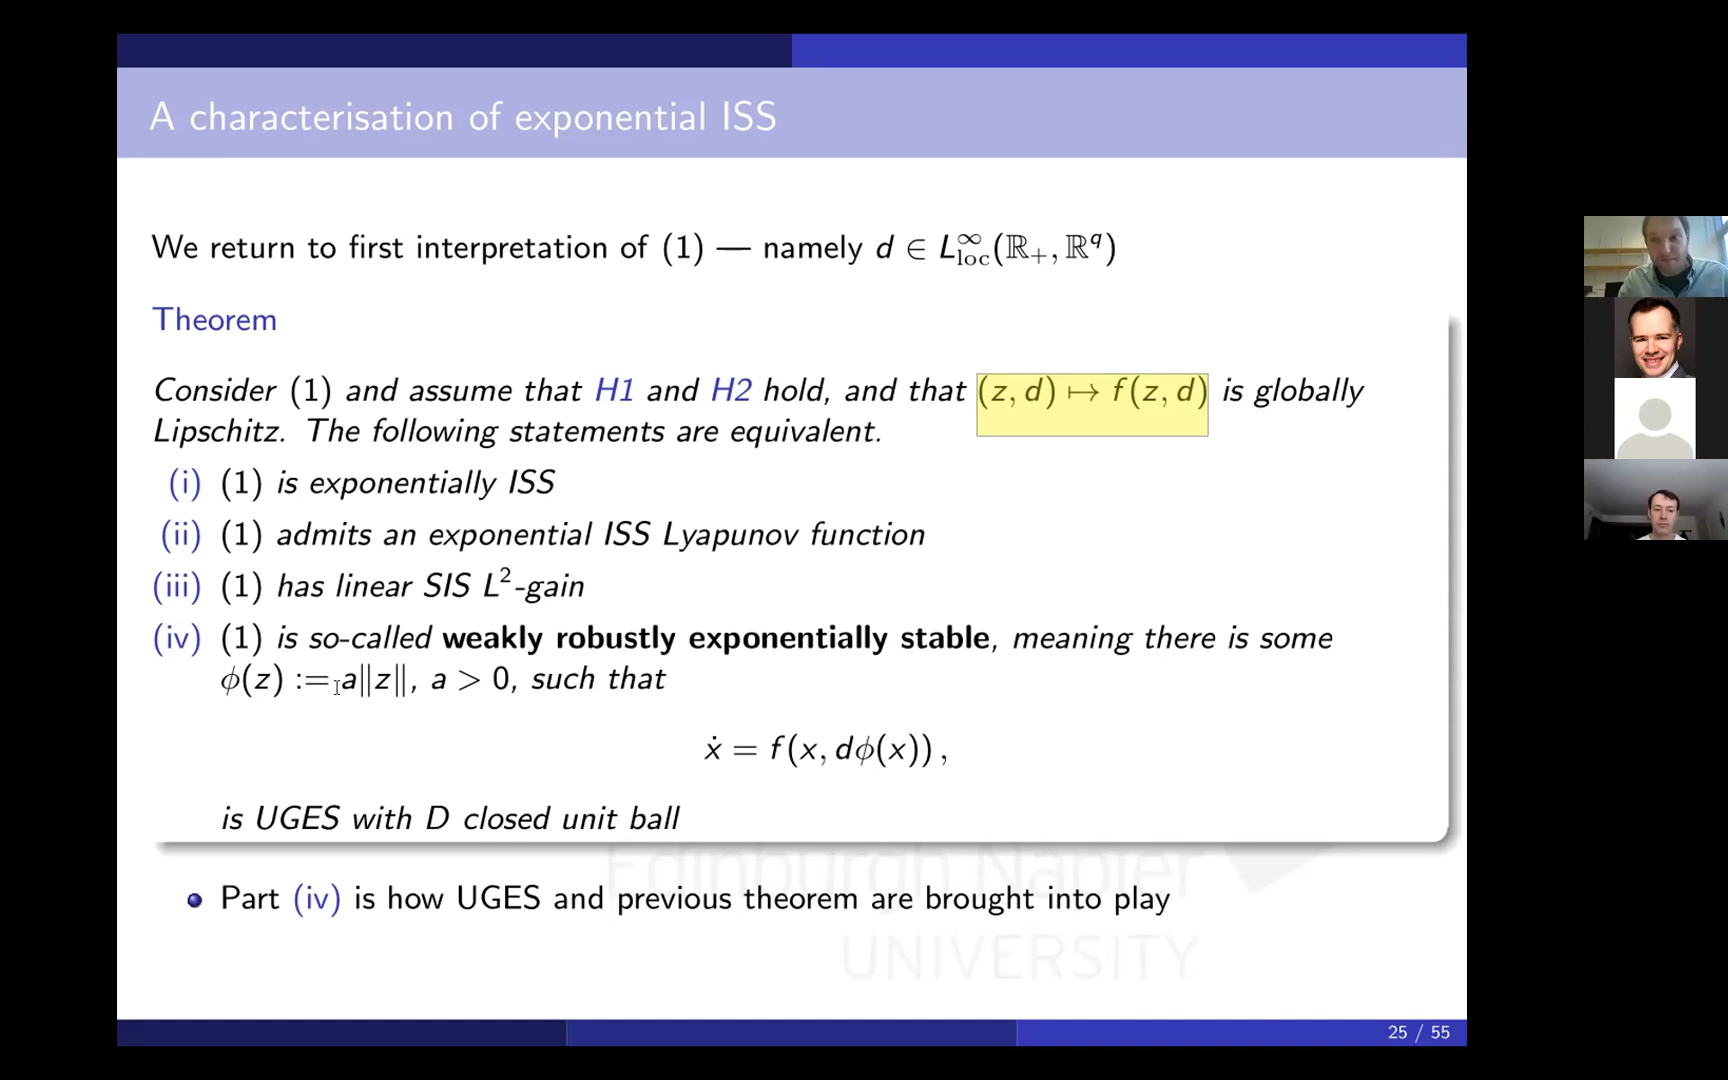 A characterisation of exponential ISS
We return to first interpretation of (1) — namely d ∈ L^∞_loc(ℝ₊, ℝ^q)
Theorem
Consider (1) and assume that H1 and H2 hold, and that (z, d) ↦ f(z, d) is globally
Lipschitz. The following statements are equivalent.
(i) (1) is exponentially ISS
(ii) (1) admits an exponential ISS Lyapunov function
(iii) (1) has linear SIS L²-gain
(iv) (1) is so-called weakly robustly exponentially stable, meaning there is some
ϕ(z) := a‖z‖, a > 0, such that
ẋ = f(x, dϕ(x)) ,
is UGES with D closed unit ball
Edinburgh Napier
• Part (iv) is how UGES and previous theorem are brought into play
UNIVERSITY
25 / 55